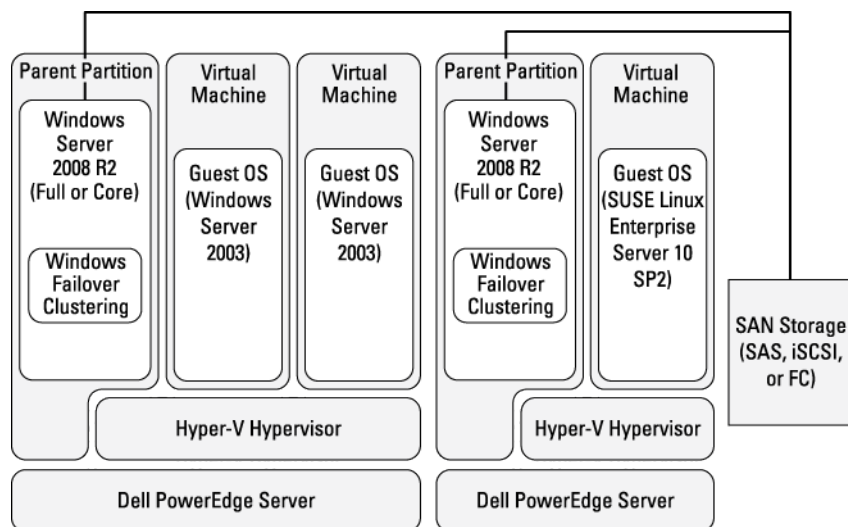 Parent Partition
Windows
Server
2008 R2
(Full or Core)
Windows
Failover
Clustering
Virtual
Machine
Guest OS
(Windows
Server
2003)
Virtual
Machine
Guest OS
(Windows
Server
2003)
Hyper-V Hypervisor
Dell PowerEdge Server
Parent Partition
Windows
Server
2008 R2
(Full or Core)
Windows
Failover
Clustering
Virtual
Machine
Guest OS
(SUSE Linux
Enterprise
Server 10
SP2)
Hyper-V Hypervisor
Dell PowerEdge Server
SAN Storage
(SAS, iSCSI,
or FC)